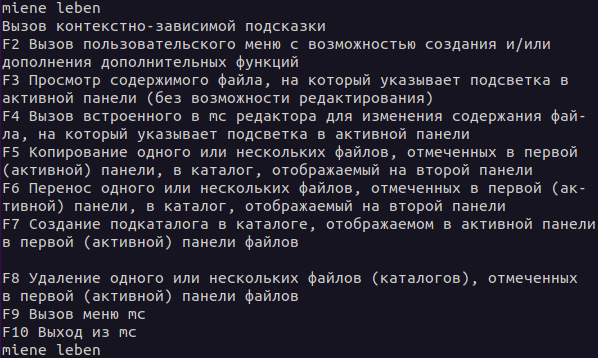 miene leben
Вызов контекстно-зависимой подсказки
F2 Вызов пользовательского меню с возможностью создания и/или
дополнения дополнительных функций
F3 Просмотр содержимого файла, на который указывает подсветка в
активной панели (без возможности редактирования)
F4 Вызов встроенного в mc редактора для изменения содержания фай-
ла, на который указывает подсветка в активной панели
F5 Копирование одного или нескольких файлов, отмеченных в первой
(активной) панели, в каталог, отображаемый на второй панели
F6 Перенос одного или нескольких файлов, отмеченных в первой (ак-
тивной) панели, в каталог, отображаемый на второй панели
F7 Создание подкаталога в каталоге, отображаемом в активной панели
в первой (активной) панели файлов
F8 Удаление одного или нескольких файлов (каталогов), отмеченных
в первой (активной) панели файлов
F9 Вызов меню mc
F10 Выход из mc
miene leben